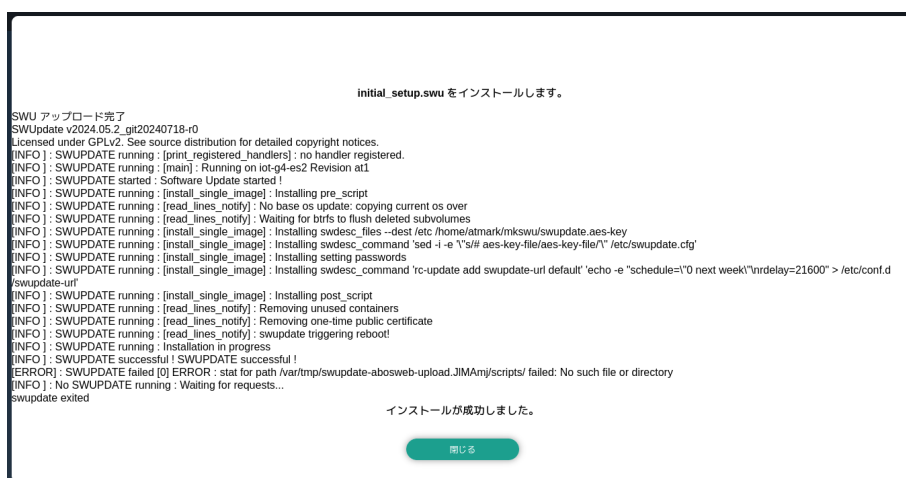 initial_setup.swu をインストールします。
SWU アップロード完了
SWUpdate v2024.05.2_git20240718-r0
Licensed under GPLv2. See source distribution for detailed copyright notices.
[INFO ] : SWUPDATE running : [print_registered_handlers] : no handler registered.
[INFO ] : SWUPDATE running : [main] : Running on iot-g4-es2 Revision at1
[INFO ] : SWUPDATE started : Software Update started !
[INFO ] : SWUPDATE running : [install_single_image] : Installing pre_script
[INFO ] : SWUPDATE running : [read_lines_notify] : No base os update: copying current os over
[INFO ] : SWUPDATE running : [read_lines_notify] : Waiting for btrfs to flush deleted subvolumes
[INFO ] : SWUPDATE running : [install_single_image] : Installing swdesc_files --dest /etc /home/atmark/mkswu/swupdate.aes-key
[INFO ] : SWUPDATE running : [install_single_image] : Installing swdesc_command 'sed -i -e '\"s/# aes-key-file/aes-key-file/'\" /etc/swupdate.cfg'
[INFO ] : SWUPDATE running : [install_single_image] : Installing setting passwords
[INFO ] : SWUPDATE running : [install_single_image] : Installing swdesc_command 'rc-update add swupdate-url default' 'echo -e "schedule=\"0 next week\"\nrdelay=21600" > /etc/conf.d
/swupdate-url'
[INFO ] : SWUPDATE running : [install_single_image] : Installing post_script
[INFO ] : SWUPDATE running : [read_lines_notify] : Removing unused containers
[INFO ] : SWUPDATE running : [read_lines_notify] : Removing one-time public certificate
[INFO ] : SWUPDATE running : [read_lines_notify] : swupdate triggering reboot!
[INFO ] : SWUPDATE running : Installation in progress
[INFO ] : SWUPDATE successful ! SWUPDATE successful !
[ERROR] : SWUPDATE failed [0] ERROR : stat for path /var/tmp/swupdate-abosweb-upload.JlMAmj/scripts/ failed: No such file or directory
[INFO ] : No SWUPDATE running : Waiting for requests...
swupdate exited
インストールが成功しました。
閉じる